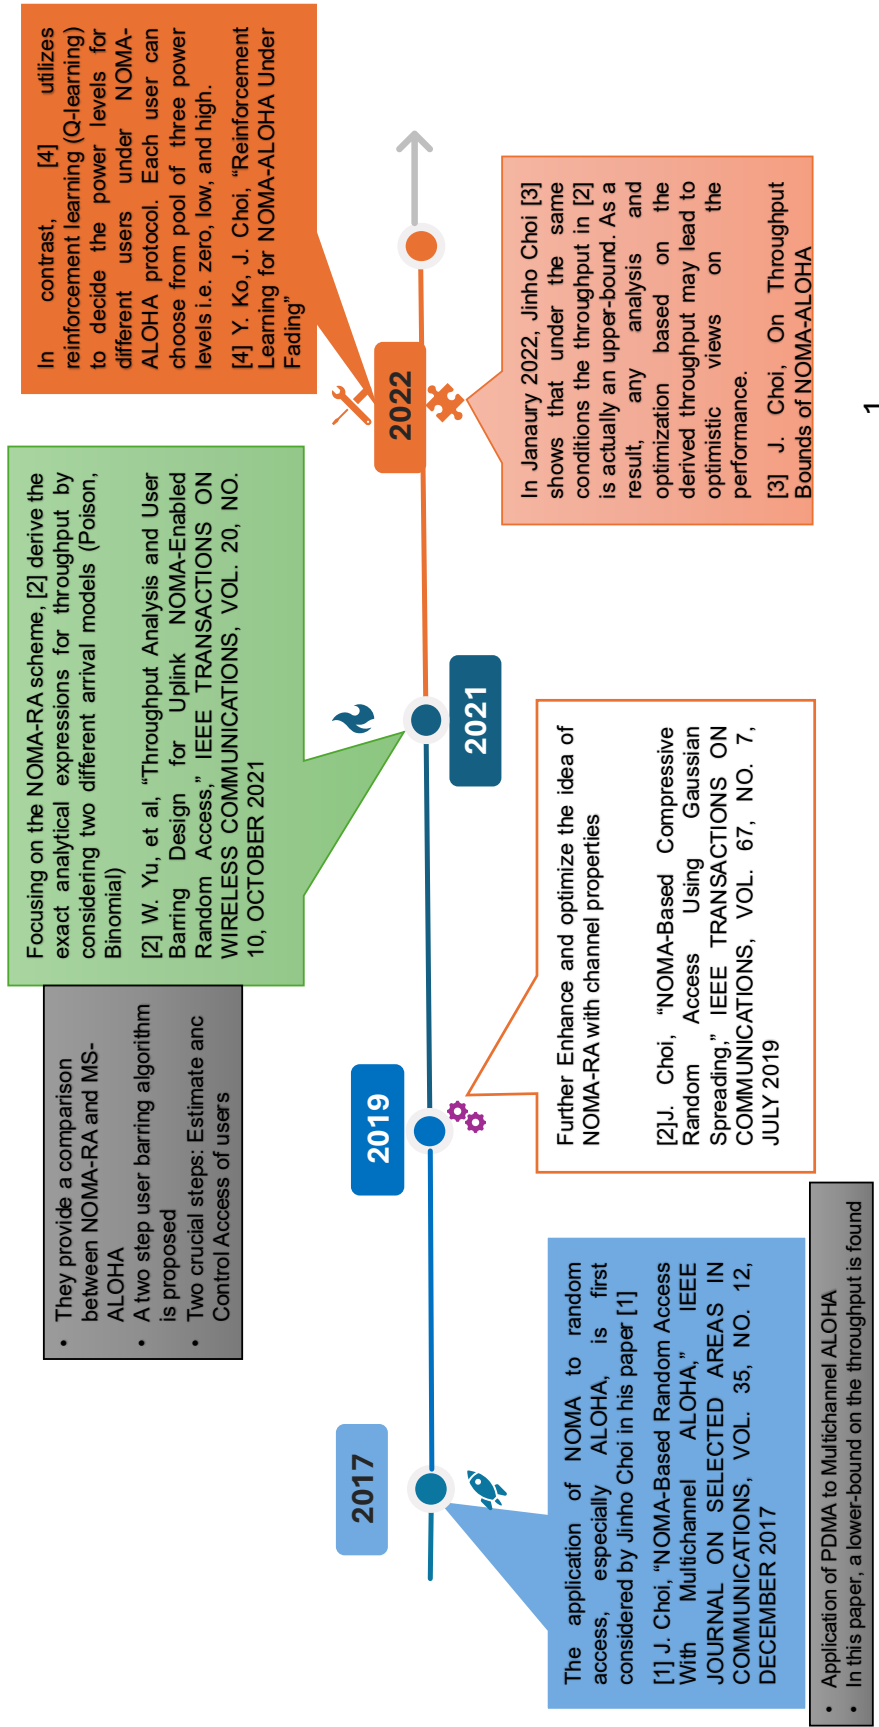 2017
The application of NOMA to random
access, especially ALOHA, is first
considered by Jinho Choi in his paper [1]
[1] J. Choi, “NOMA-Based Random Access
With Multichannel ALOHA,” IEEE
JOURNAL ON SELECTED AREAS IN
COMMUNICATIONS, VOL. 35, NO. 12,
DECEMBER 2017
• Application of PDMA to Multichannel ALOHA
• In this paper, a lower-bound on the throughput is found
2019
Further Enhance and optimize the idea of
NOMA-RA with channel properties
[2]J. Choi, “NOMA-Based Compressive
Random Access Using Gaussian
Spreading,” IEEE TRANSACTIONS ON
COMMUNICATIONS, VOL. 67, NO. 7,
JULY 2019
• They provide a comparison
between NOMA-RA and MS-
ALOHA
• A two step user barring algorithm
is proposed
• Two crucial steps: Estimate anc
Control Access of users
Focusing on the NOMA-RA scheme, [2] derive the
exact analytical expressions for throughput by
considering two different arrival models (Poison,
Binomial)
[2] W. Yu, et al, “Throughput Analysis and User
Barring Design for Uplink NOMA-Enabled
Random Access,” IEEE TRANSACTIONS ON
WIRELESS COMMUNICATIONS, VOL. 20, NO.
10, OCTOBER 2021
2021
In contrast, [4] utilizes
reinforcement learning (Q-learning)
to decide the power levels for
different users under NOMA-
ALOHA protocol. Each user can
choose from pool of three power
levels i.e. zero, low, and high.
[4] Y. Ko, J. Choi, “Reinforcement
Learning for NOMA-ALOHA Under
Fading”
2022
In Janaury 2022, Jinho Choi [3]
shows that under the same
conditions the throughput in [2]
is actually an upper-bound. As a
result, any analysis and
optimization based on the
derived throughput may lead to
optimistic views on the
performance.
[3] J. Choi, On Throughput
Bounds of NOMA-ALOHA
1